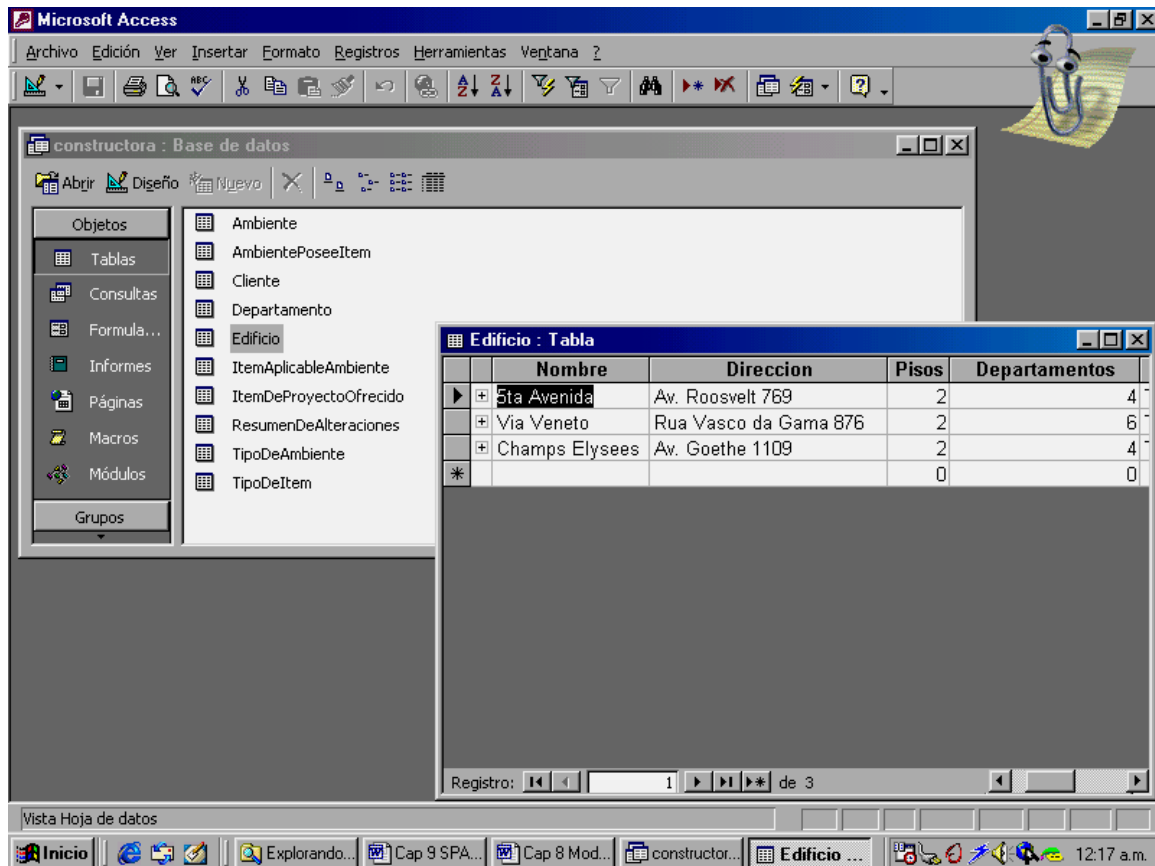 Microsoft Access
Archivo Edición Ver Insertar Formato Registros Herramientas Ventana ?
constructora : Base de datos
Abrir Diseño Nuevo
Objetos
Tablas
Consultas
Formula...
Informes
Páginas
Macros
Módulos
Grupos
Ambiente
AmbientePoseeItem
Cliente
Departamento
Edificio
ItemAplicableAmbiente
ItemDeProyectoOfrecido
ResumenDeAlteraciones
TipoDeAmbiente
TipoDeItem
Edificio : Tabla
Nombre Direccion Pisos Departamentos
5ta Avenida Av. Roosvelt 769 2 4
Via Veneto Rua Vasco da Gama 876 2 6
Champs Elysees Av. Goethe 1109 2 4
0 0
Registro: 1 de 3
Vista Hoja de datos
Inicio Explorando... Cap 9 SPA... Cap 8 Mod... constructor... Edificio ... 12:17 a.m.